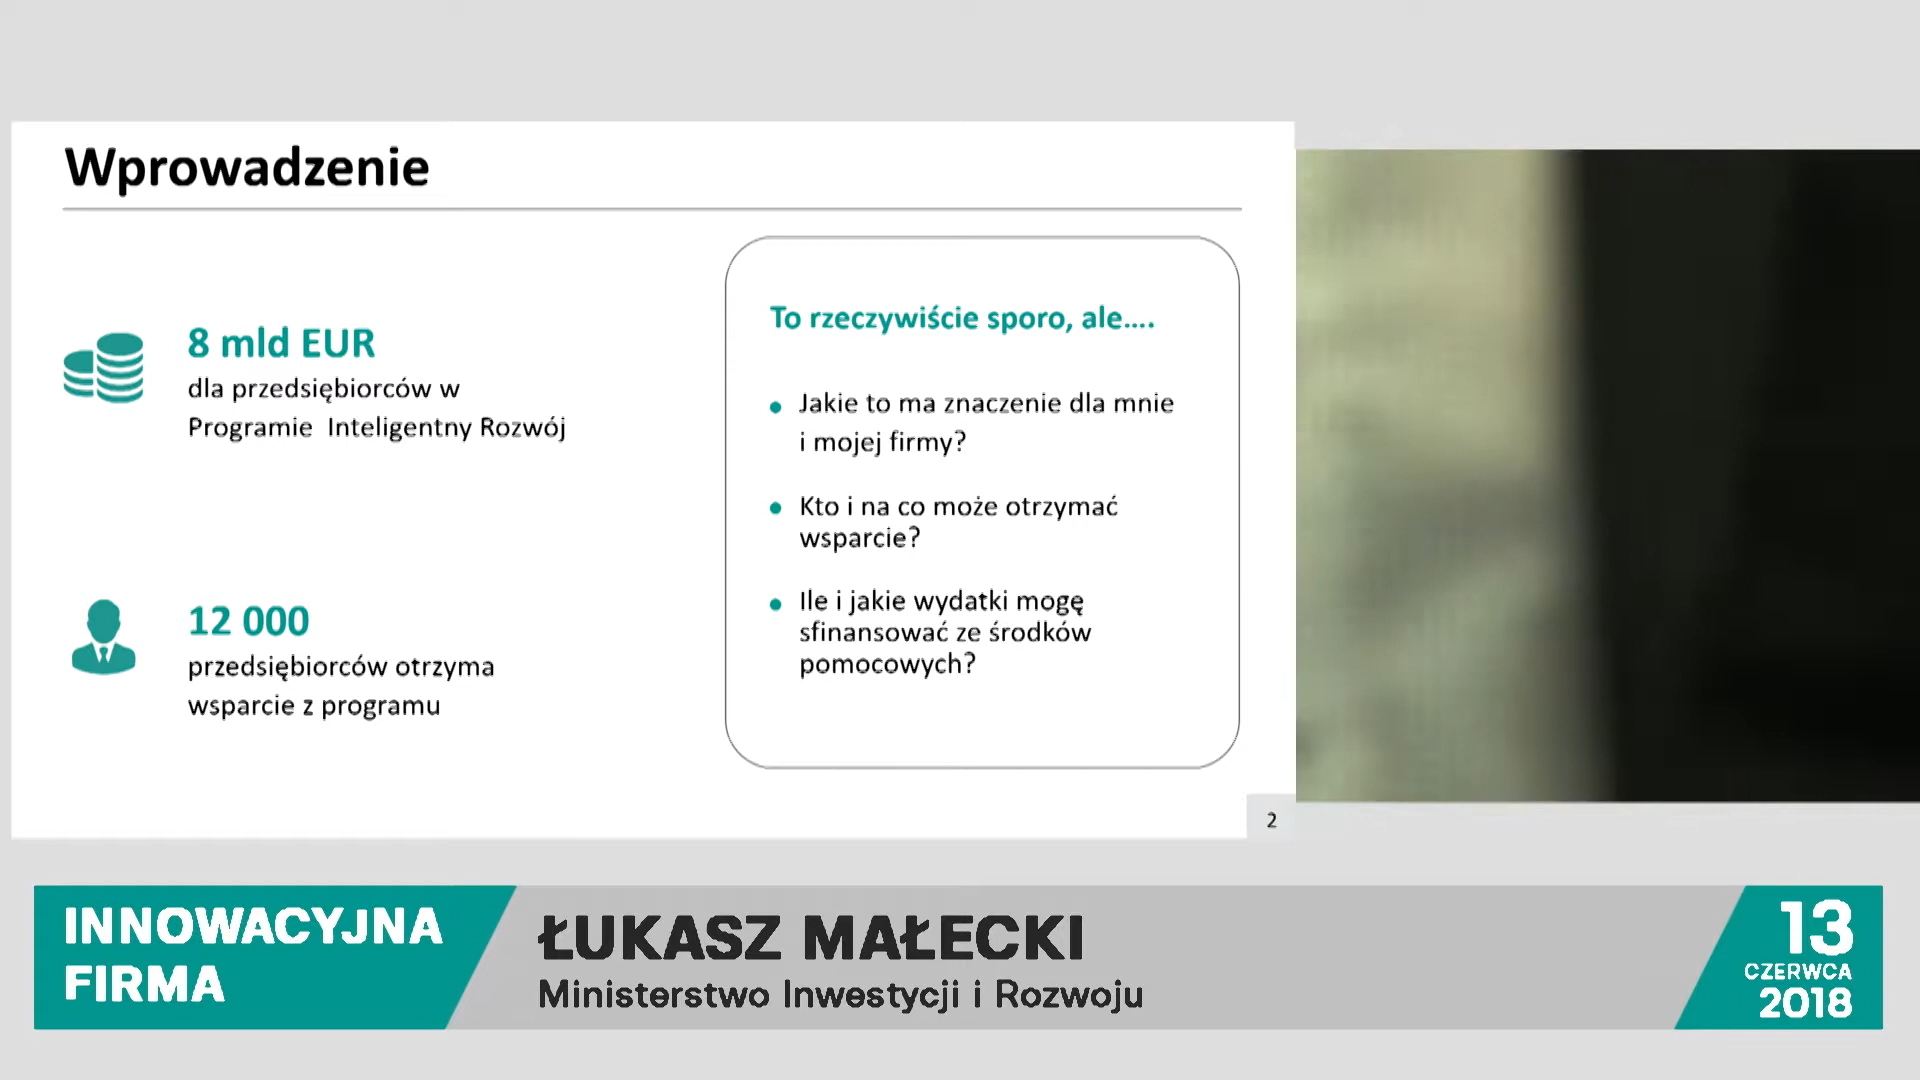 Wprowadzenie
8 mld EUR
dla przedsiębiorców w
Programie Inteligentny Rozwój
12 000
przedsiębiorców otrzyma
wsparcie z programu
To rzeczywiście sporo, ale....
• Jakie to ma znaczenie dla mnie
i mojej firmy?
• Kto i na co może otrzymać
wsparcie?
• Ile i jakie wydatki mogę
sfinansować ze środków
pomocowych?
2
INNOWACYJNA
FIRMA
ŁUKASZ MAŁECKI
Ministerstwo Inwestycji i Rozwoju
13
CZERWCA
2018